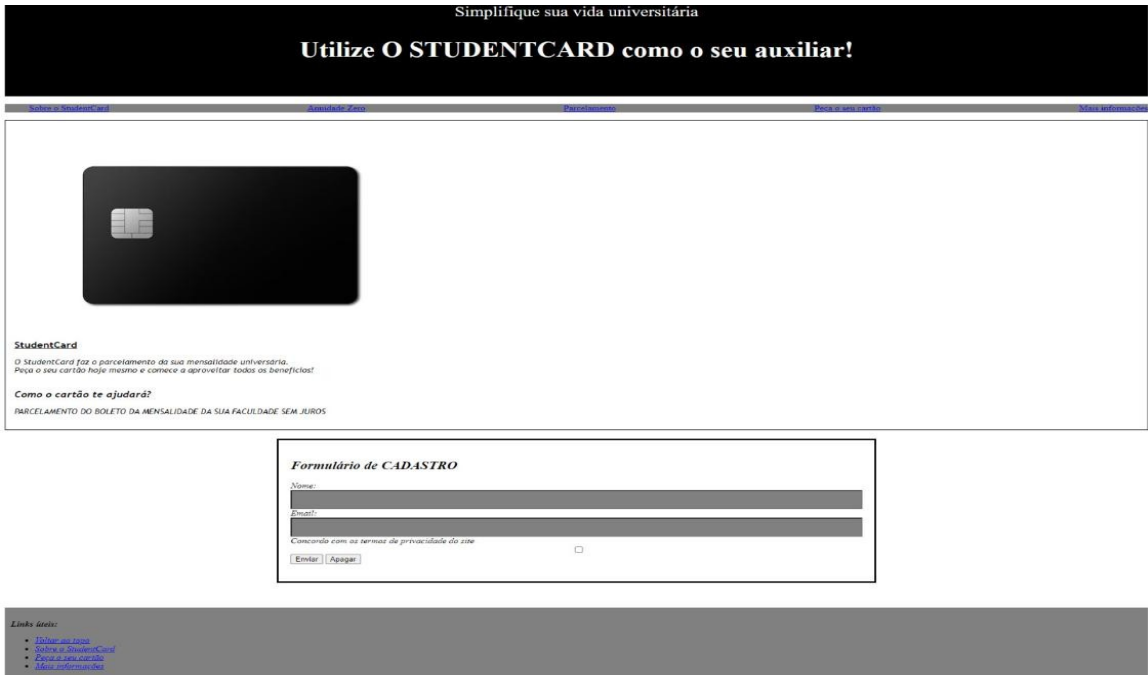 Simplifique sua vida universitária
Utilize O STUDENTCARD como o seu auxiliar!
Sobre o StudentCard Anuidade Zero Parcelamento Peça o seu cartão Mais informações
StudentCard
O StudentCard faz o parcelamento da sua mensalidade universária.
Peça o seu cartão hoje mesmo e comece a aproveitar todos os benefícios!
Como o cartão te ajudará?
PARCELAMENTO DO BOLETO DA MENSALIDADE DA SUA FACULDADE SEM JUROS
Formulário de CADASTRO
Nome:
Email:
Concordo com os termos de privacidade do site
Enviar Apagar
Links úteis:
Voltar ao topo
Sobre o StudentCard
Peça o seu cartão
Mais informações